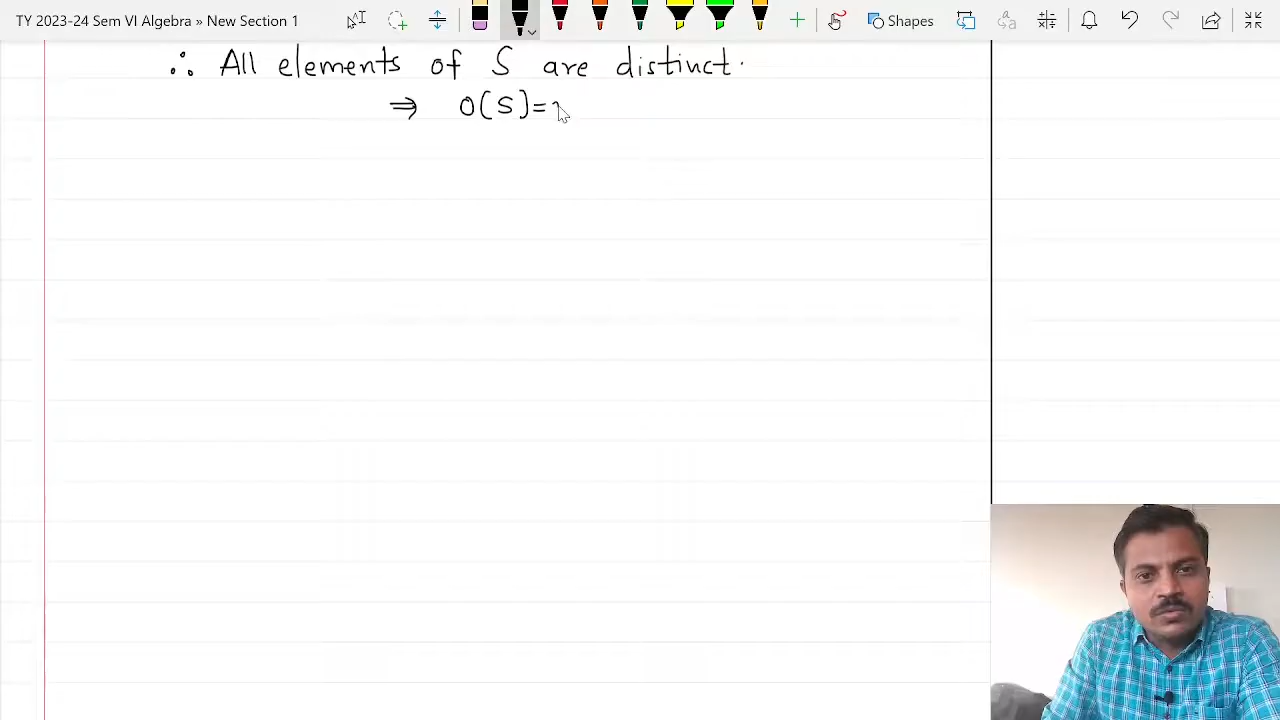 TY 2023-24 Sem VI Algebra » New Section 1
Shapes
∴ All elements of S are distinct.
⇒ O(S)=